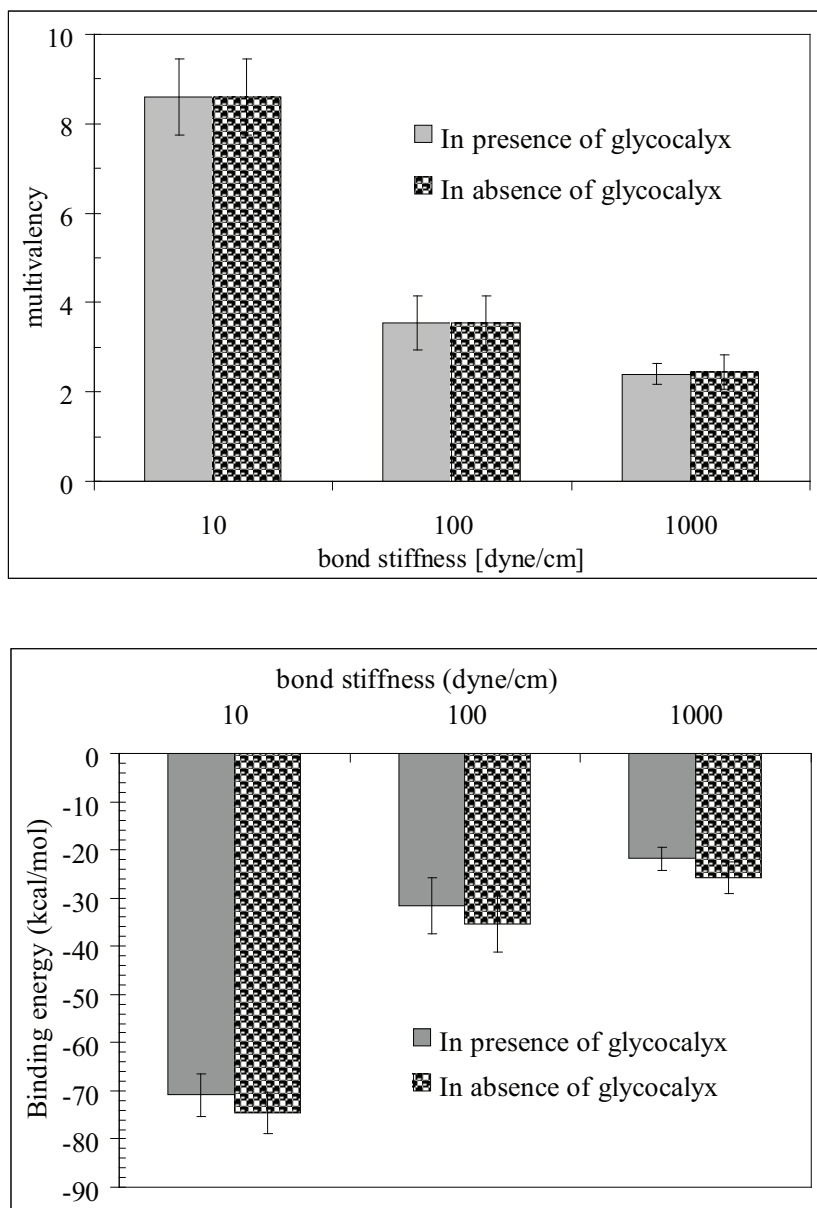 10
8
6
4
2
0
multivalency
In presence of glycocalyx
In absence of glycocalyx
10 100 1000
bond stiffness [dyne/cm]
bond stiffness (dyne/cm)
10 100 1000
0
-10
-20
-30
-40
-50
-60
-70
-80
-90
Binding energy (kcal/mol)
In presence of glycocalyx
In absence of glycocalyx